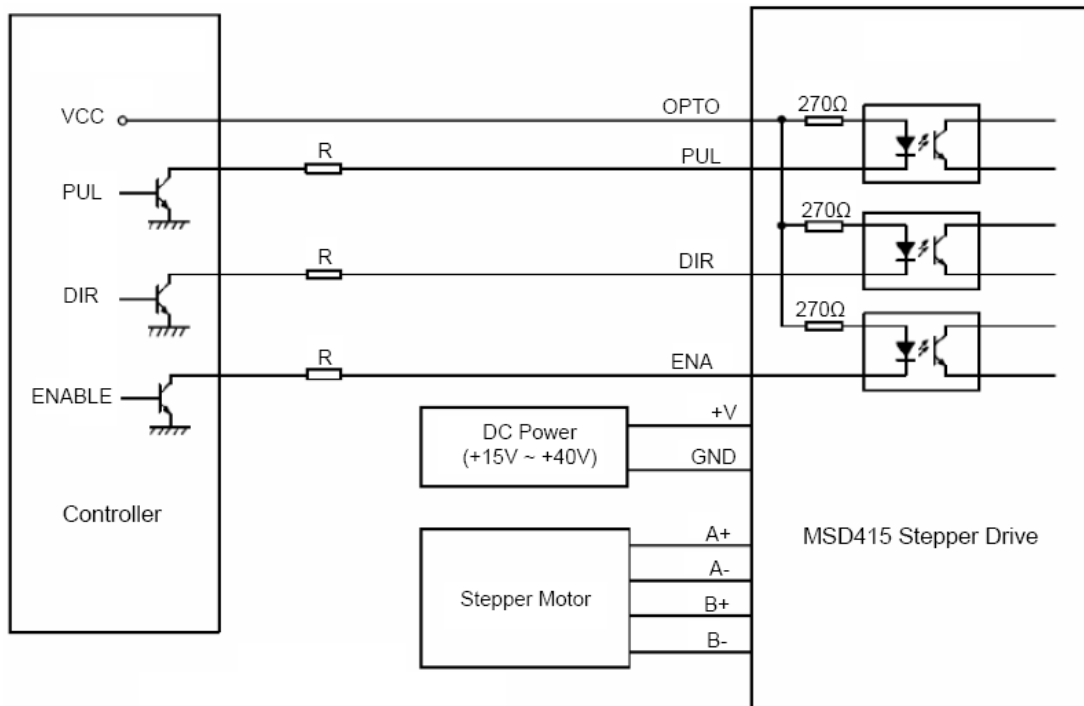 VCC
OPTO
270Ω
R
PUL
PUL
270Ω
R
DIR
DIR
270Ω
R
ENA
ENABLE
DC Power
(+15V ~ +40V)
+V
GND
Controller
MSD415 Stepper Drive
Stepper Motor
A+
A-
B+
B-